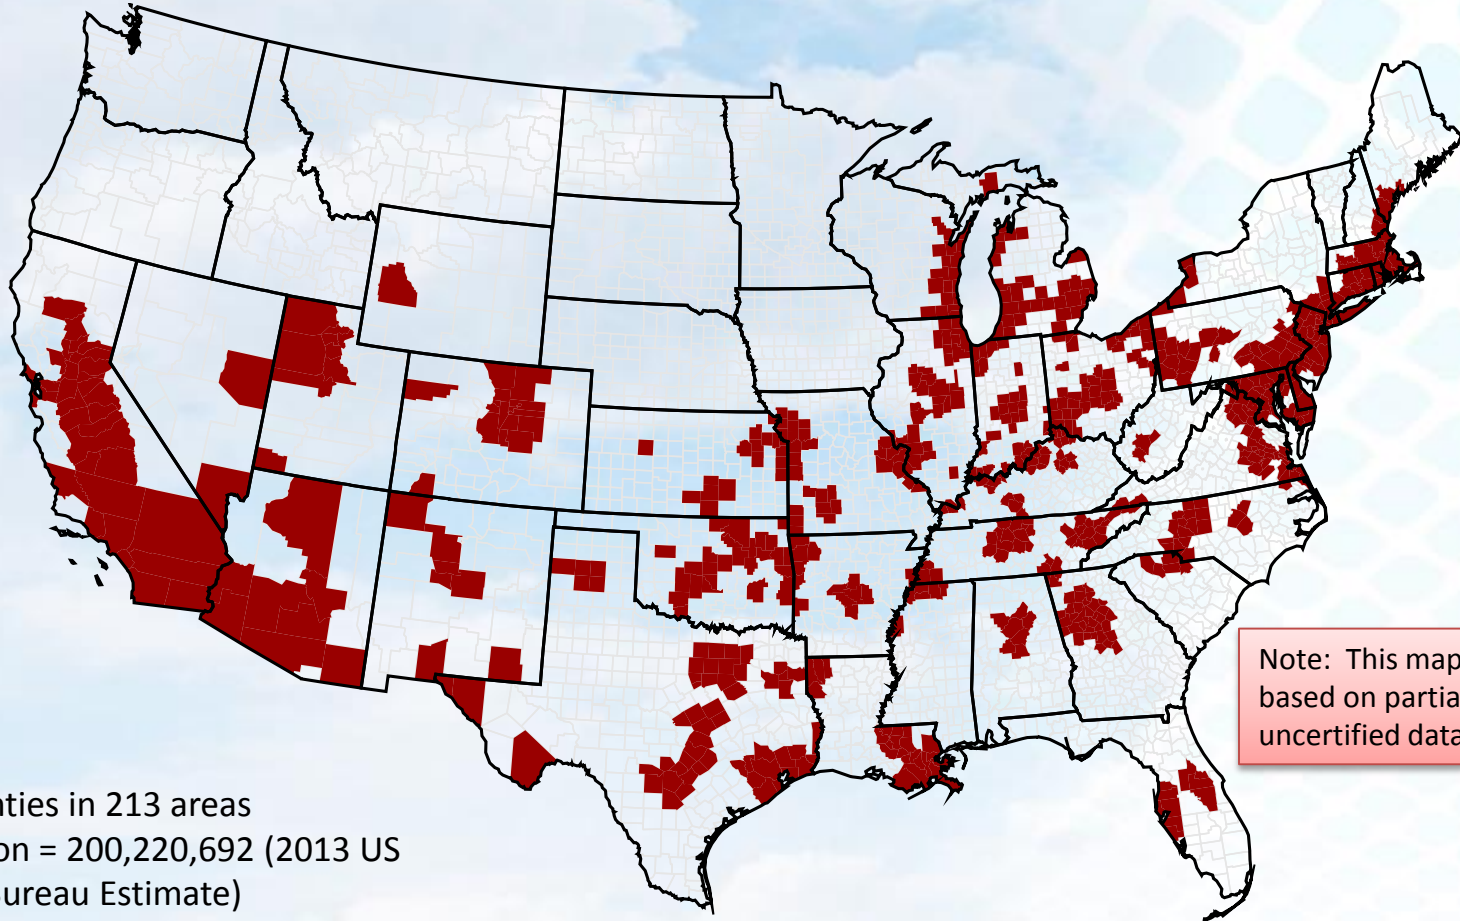 Note: This map
based on partia
uncertified data
nties in 213 areas
on = 200,220,692 (2013 US
ureau Estimate)